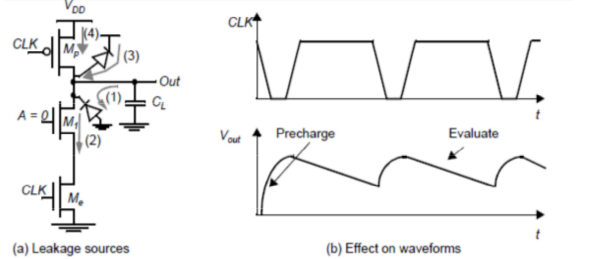 V_DD
CLK
M_p
(4)
(3)
Out
(1)
C_L
A = 0
M_1
(2)
CLK
M_e
(a) Leakage sources
CLK
t
V_out
Precharge
Evaluate
t
(b) Effect on waveforms